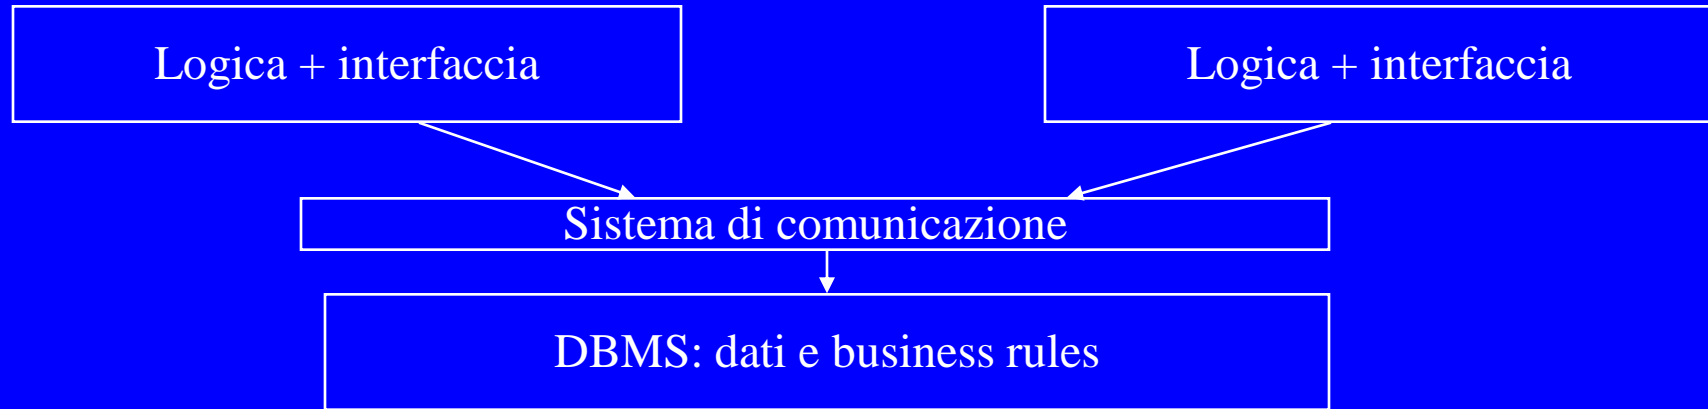 Logica + interfaccia
Logica + interfaccia
Sistema di comunicazione
DBMS: dati e business rules